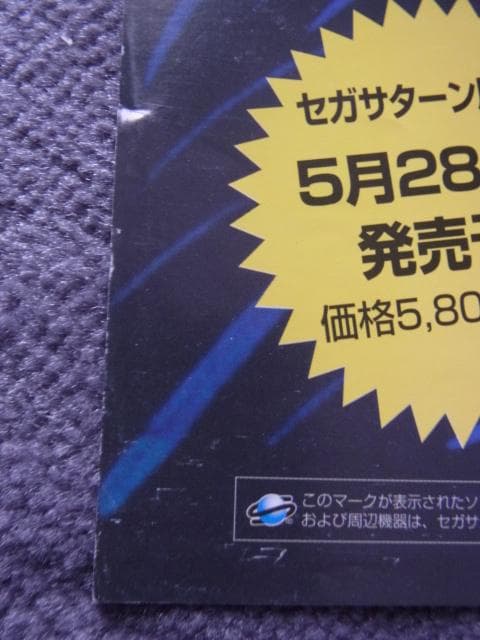 セガサターン
5月28
発売
価格5,80
このマークが表示されたソ
および周辺機器は、セガサ